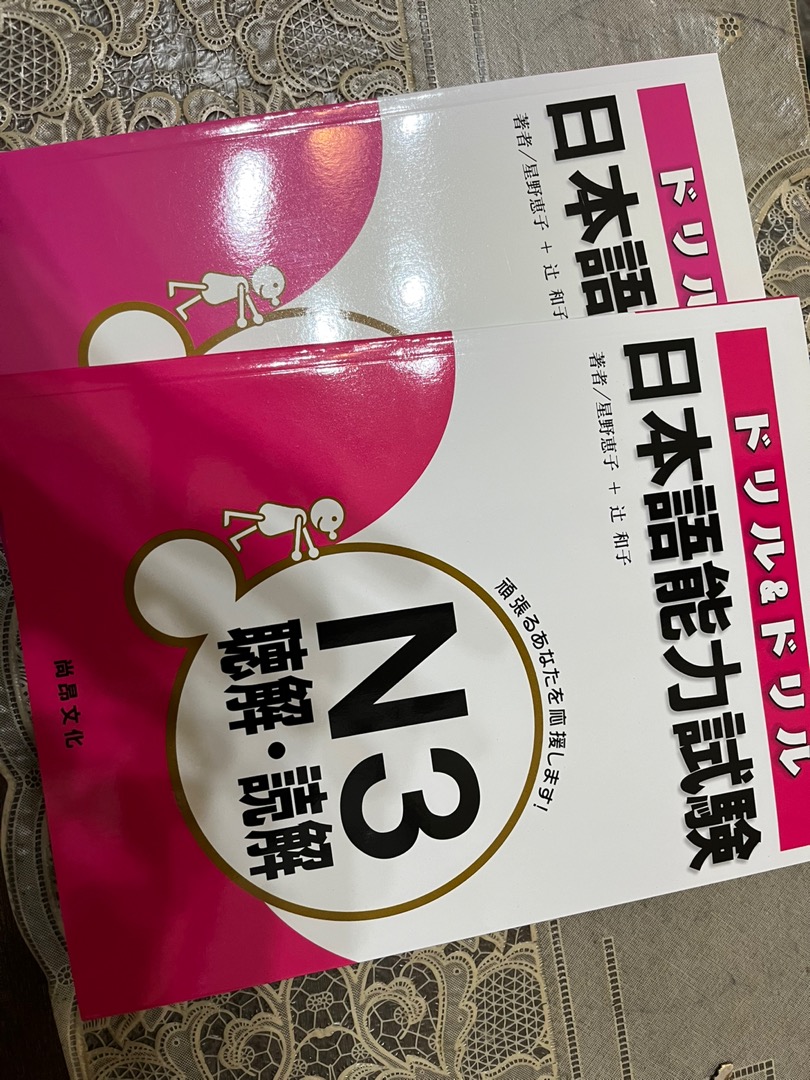 ドリル
日本語
著者/星野恵子 + 辻 和子
ドリル&ドリル
日本語能力試験
著者/星野恵子 + 辻 和子
頑張るあなたを応援します!
N3
聴解・読解
尚昂文化